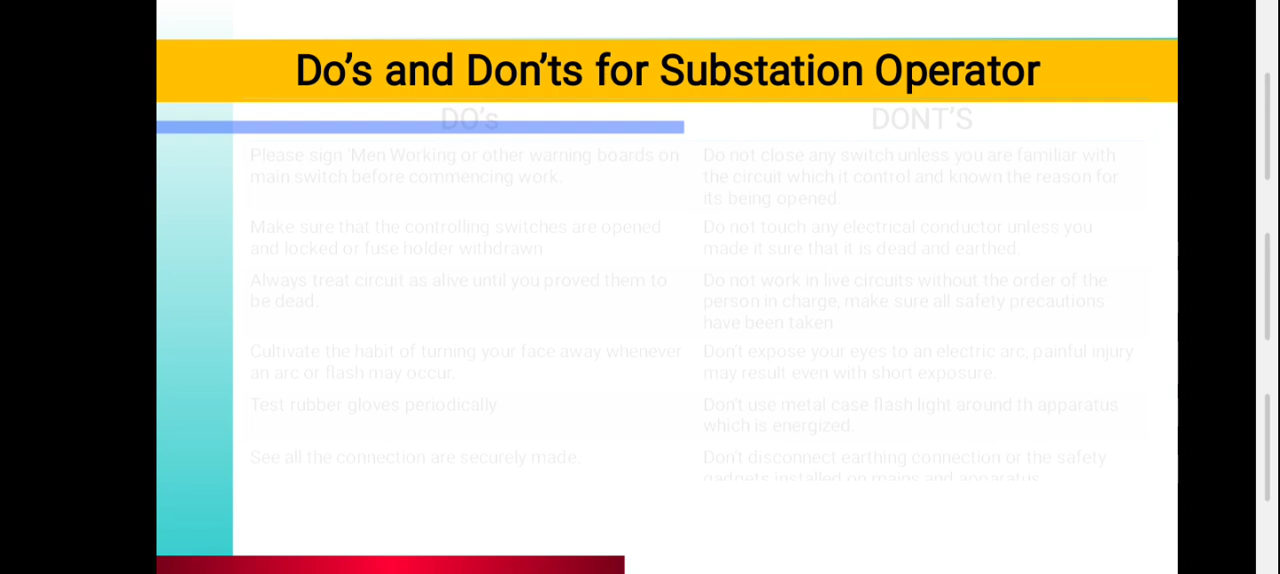 Do's and Don'ts for Substation Operator
DO's
DONT'S
Please sign 'Men Working or other warning boards on
main switch before commencing work.
Do not close any switch unless you are familiar with
the circuit which it control and known the reason for
its being opened.
Make sure that the controlling switches are opened
and locked or fuse holder withdrawn
Do not touch any electrical conductor unless you
made it sure that it is dead and earthed.
Always treat circuit as alive until you proved them to
be dead.
Do not work in live circuits without the order of the
person in charge, make sure all safety precautions
have been taken
Cultivate the habit of turning your face away whenever
an arc or flash may occur.
Don't expose your eyes to an electric arc, painful injury
may result even with short exposure.
Test rubber gloves periodically
Don't use metal case flash light around th apparatus
which is energized.
See all the connection are securely made.
Don't disconnect earthing connection or the safety
gadgets installed on mains and apparatus